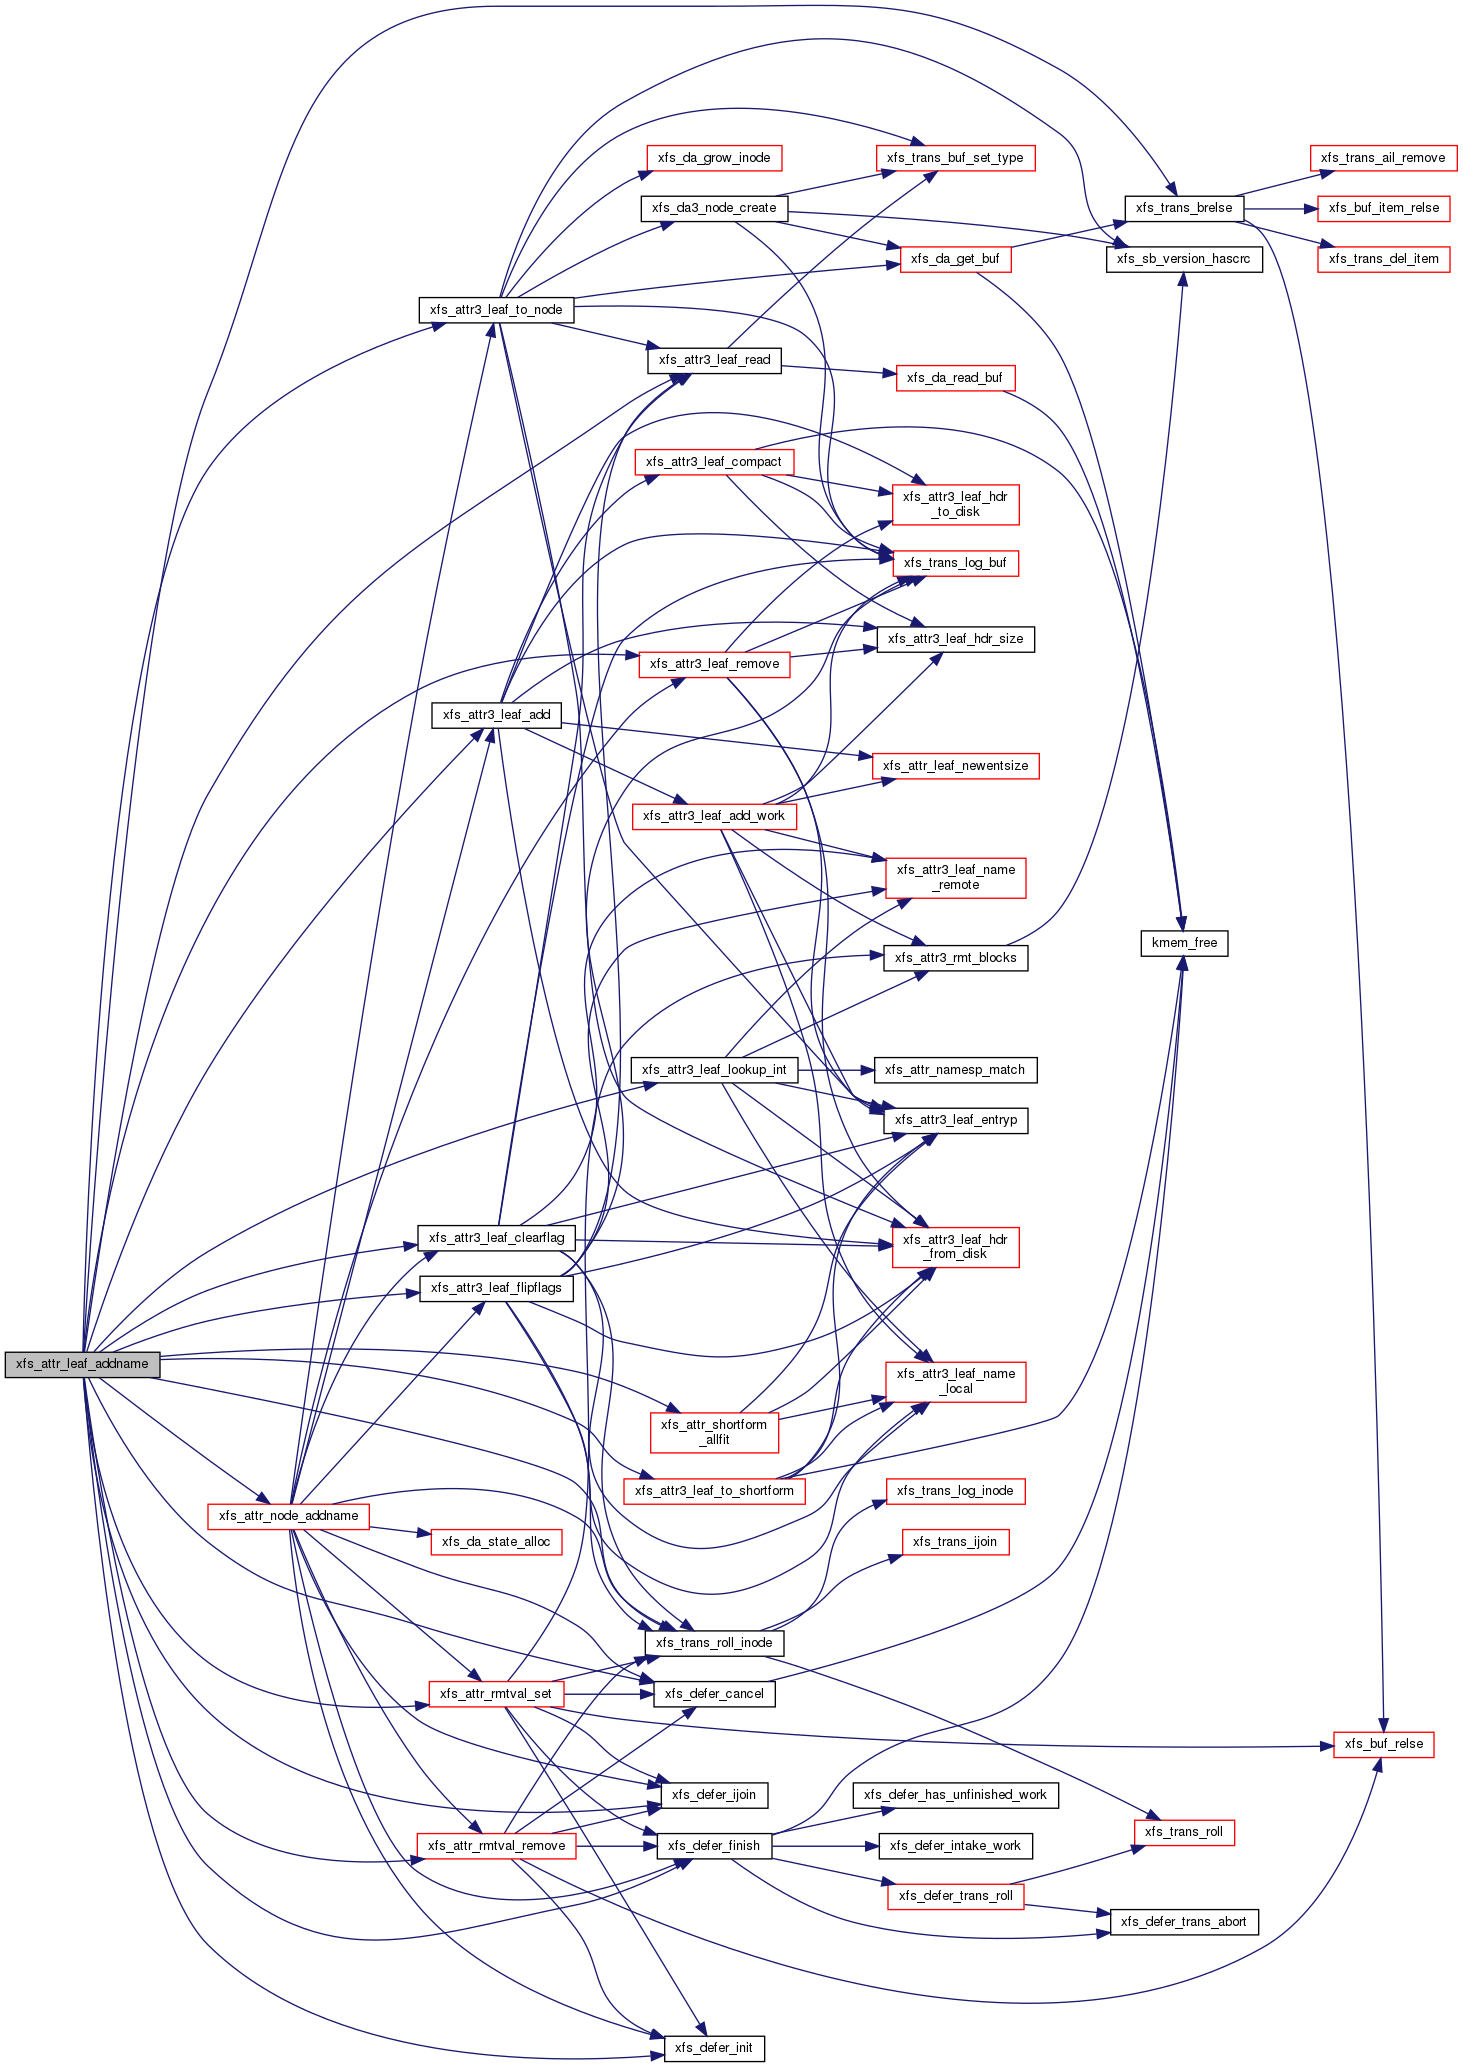 xfs_da_grow_inode
xfs_trans_buf_set_type
xfs_trans_ail_remove
xfs_da3_node_create
xfs_trans_brelse
xfs_buf_item_relse
xfs_da_get_buf
xfs_sb_version_hascrc
xfs_trans_del_item
xfs_attr3_leaf_to_node
xfs_attr3_leaf_read
xfs_da_read_buf
xfs_attr3_leaf_compact
xfs_attr3_leaf_hdr
_to_disk
xfs_trans_log_buf
xfs_attr3_leaf_hdr_size
xfs_attr3_leaf_remove
xfs_attr3_leaf_add
xfs_attr_leaf_newentsize
xfs_attr3_leaf_add_work
xfs_attr3_leaf_name
_remote
kmem_free
xfs_attr3_rmt_blocks
xfs_attr3_leaf_lookup_int
xfs_attr_namesp_match
xfs_attr3_leaf_entryp
xfs_attr3_leaf_clearflag
xfs_attr3_leaf_hdr
_from_disk
xfs_attr3_leaf_flipflags
xfs_attr_leaf_addname
xfs_attr3_leaf_name
_local
xfs_attr_shortform
_allfit
xfs_attr3_leaf_to_shortform
xfs_trans_log_inode
xfs_attr_node_addname
xfs_da_state_alloc
xfs_trans_ijoin
xfs_trans_roll_inode
xfs_attr_rmtval_set
xfs_defer_cancel
xfs_buf_relse
xfs_defer_ijoin
xfs_defer_has_unfinished_work
xfs_trans_roll
xfs_attr_rmtval_remove
xfs_defer_finish
xfs_defer_intake_work
xfs_defer_trans_roll
xfs_defer_trans_abort
xfs_defer_init